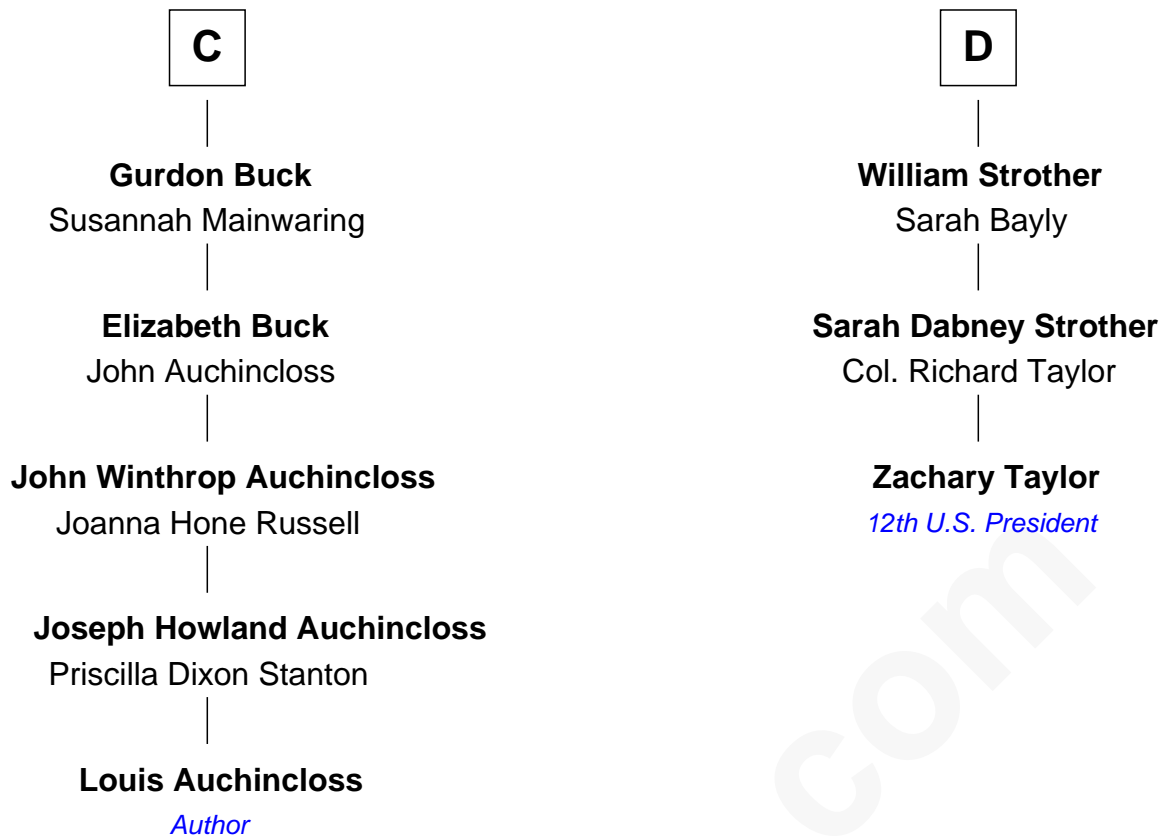 C
Gurdon Buck
Susannah Mainwaring
Elizabeth Buck
John Auchincloss
John Winthrop Auchincloss
Joanna Hone Russell
Joseph Howland Auchincloss
Priscilla Dixon Stanton
Louis Auchincloss
Author
D
William Strother
Sarah Bayly
Sarah Dabney Strother
Col. Richard Taylor
Zachary Taylor
12th U.S. President
com